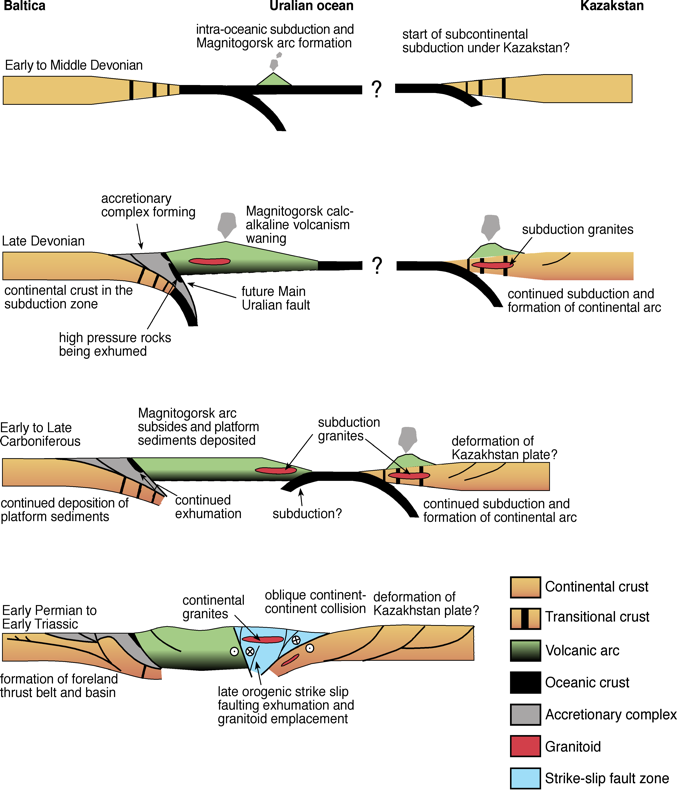 Baltica
Uralian ocean
Kazakstan
intra-oceanic subduction and
Magnitogorsk arc formation
start of subcontinental
subduction under Kazakstan?
Early to Middle Devonian
?
accretionary
complex forming
Magnitogorsk calc-
alkaline volcanism
waning
subduction granites
Late Devonian
?
continental crust in the
subduction zone
future Main
Uralian fault
continued subduction and
formation of continental arc
high pressure rocks
being exhumed
Early to Late
Carboniferous
Magnitogorsk arc
subsides and platform
sediments deposited
subduction
granites
deformation of
Kazakhstan plate?
continued deposition of
platform sediments
continued
exhumation
subduction?
continued subduction and
formation of continental arc
Early Permian to
Early Triassic
continental
granites
oblique continent-
continent collision
deformation of
Kazakhstan plate?
formation of foreland
thrust belt and basin
late orogenic strike slip
faulting exhumation and
granitoid emplacement
Continental crust
Transitional crust
Volcanic arc
Oceanic crust
Accretionary complex
Granitoid
Strike-slip fault zone